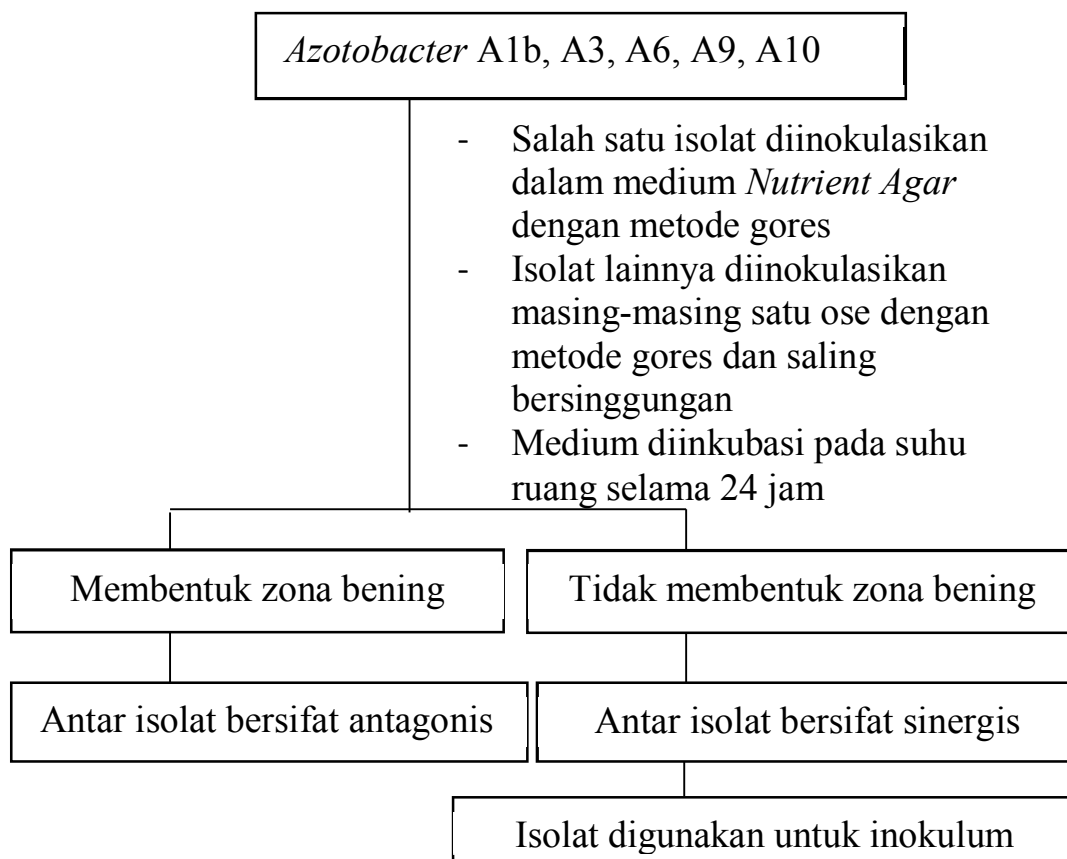 Azotobacter A1b, A3, A6, A9, A10
- Salah satu isolat diinokulasikan
dalam medium Nutrient Agar
dengan metode gores
- Isolat lainnya diinokulasikan
masing-masing satu ose dengan
metode gores dan saling
bersinggungan
- Medium diinkubasi pada suhu
ruang selama 24 jam
Membentuk zona bening
Tidak membentuk zona bening
Antar isolat bersifat antagonis
Antar isolat bersifat sinergis
Isolat digunakan untuk inokulum